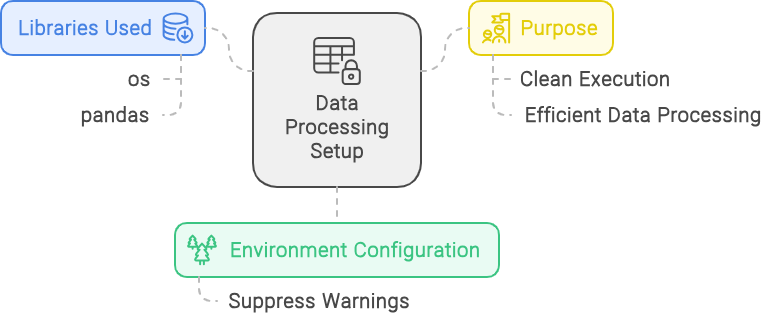 Libraries Used
os
pandas
Data
Processing
Setup
Purpose
Clean Execution
Efficient Data Processing
Environment Configuration
Suppress Warnings